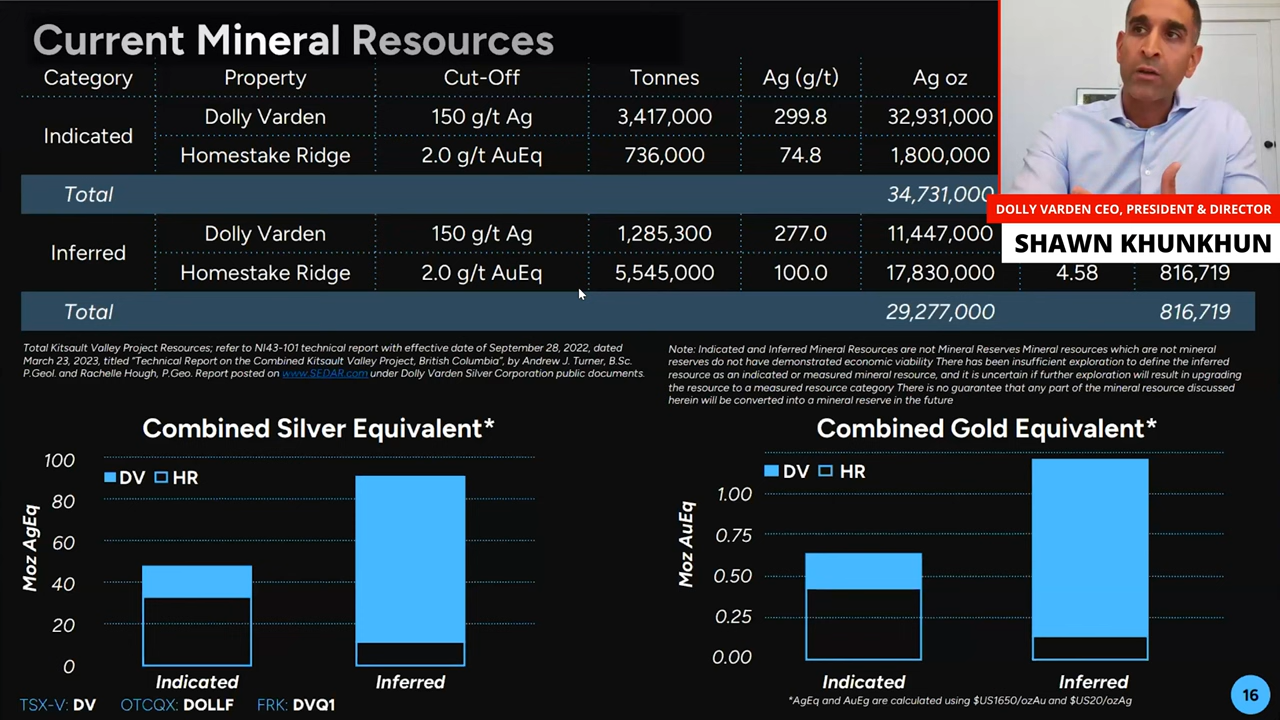 Current Mineral Resources
Category Property Cut-Off Tonnes Ag (g/t) Ag oz
Indicated
Dolly Varden 150 g/t Ag 3,417,000 299.8 32,931,000
Homestake Ridge 2.0 g/t AuEq 736,000 74.8 1,800,000
Total 34,731,000
DOLLY VARDEN CEO, PRESIDENT & DIRECTOR
SHAWN KHUNKHUN
Inferred
Dolly Varden 150 g/t Ag 1,285,300 277.0 11,447,000
Homestake Ridge 2.0 g/t AuEq 5,545,000 100.0 17,830,000 4.58 816,719
Total 29,277,000 816,719
Total Kitsault Valley Project Resources; refer to NI43-101 technical report with effective date of September 28, 2022, dated
March 23, 2023, titled "Technical Report on the Combined Kitsault Valley Project, British Columbia", by Andrew J. Turner, B.Sc.
P.Geol. and Rachelle Hough, P.Geo. Report posted on www.SEDAR.com under Dolly Varden Silver Corporation public documents.
Note: Indicated and Inferred Mineral Resources are not Mineral Reserves Mineral resources which are not mineral
reserves do not have demonstrated economic viability There has been insufficient exploration to define the inferred
resource as an indicated or measured mineral resource, and it is uncertain if further exploration will result in upgrading
the resource to a measured resource category There is no guarantee that any part of the mineral resource discussed
herein will be converted into a mineral reserve in the future
Combined Silver Equivalent*
DV HR
Moz AgEq
100
80
60
40
20
0
Indicated Inferred
Combined Gold Equivalent*
DV HR
Moz AuEq
1.00
0.75
0.50
0.25
0.00
Indicated Inferred
*AgEq and AuEg are calculated using $US1650/ozAu and $US20/ozAg
TSX-V: DV OTCQX: DOLLF FRK: DVQ1
16